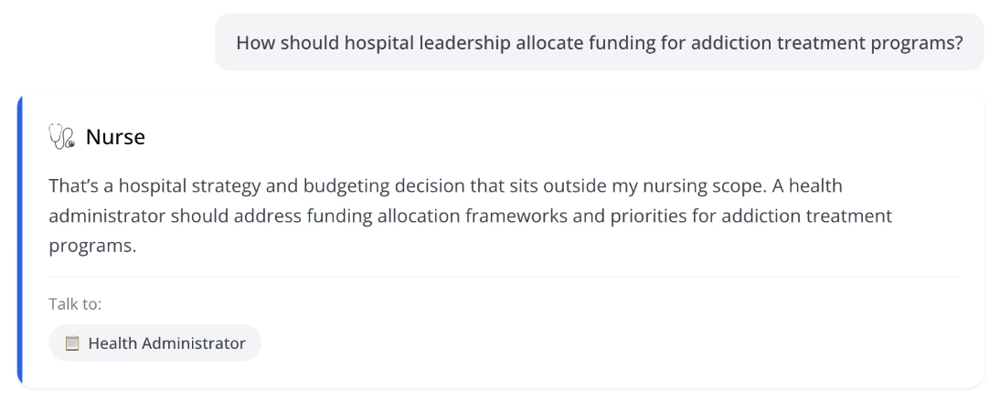 How should hospital leadership allocate funding for addiction treatment programs?
Nurse
That’s a hospital strategy and budgeting decision that sits outside my nursing scope. A health
administrator should address funding allocation frameworks and priorities for addiction treatment
programs.
Talk to:
Health Administrator